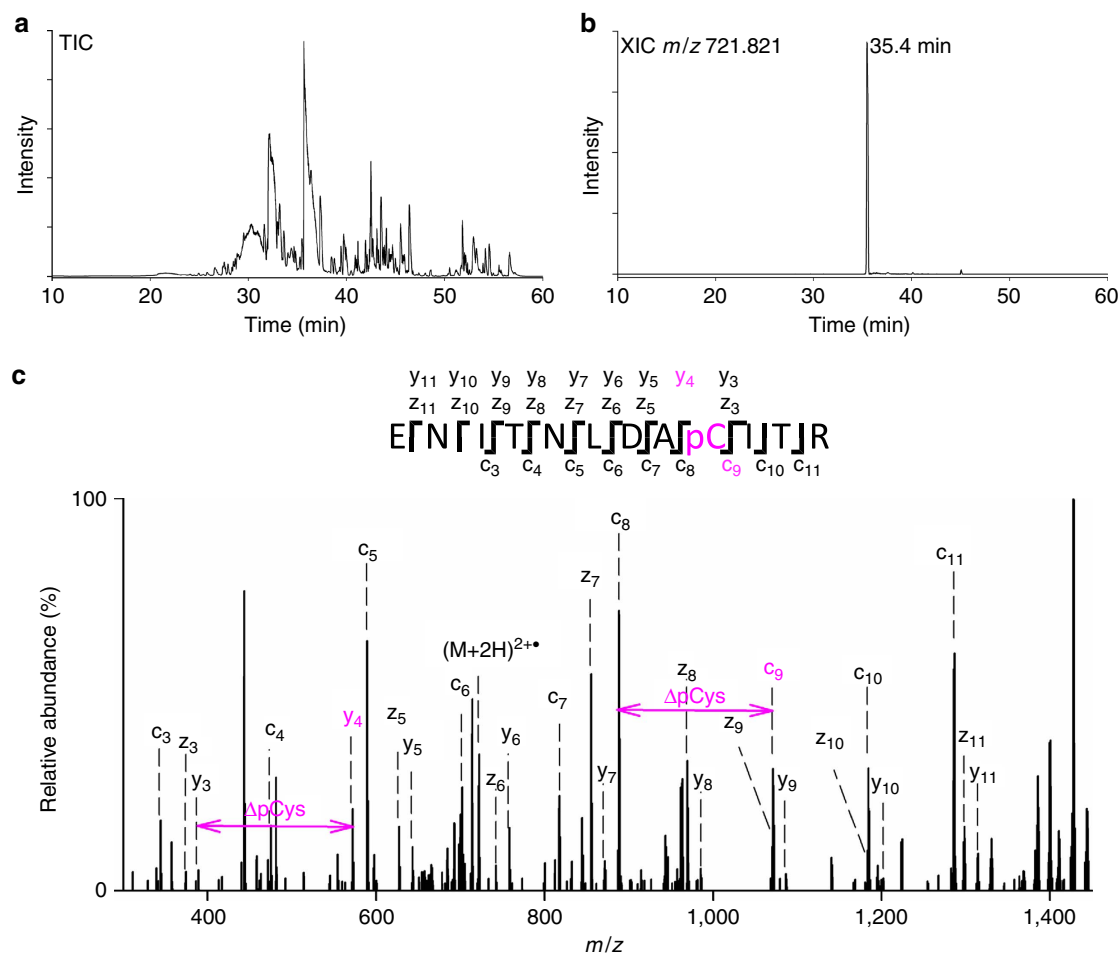 a
TIC
Intensity
10 20 30 40 50 60
Time (min)
b
XIC m/z 721.821
35.4 min
Intensity
10 20 30 40 50 60
Time (min)
c
y11 y10 y9 y8 y7 y6 y5 y4 y3
z11 z10 z9 z8 z7 z6 z5 z3
ENITNLDApCITR
c3 c4 c5 c6 c7 c8 c9 c10 c11
100
0
Relative abundance (%)
c3
z3
y3
ΔpCys
c4
y4
c5
z5
y5
(M+2H)2+•
c6
z6
y6
c7
z7
y7
c8
ΔpCys
z8
y8
z9
c9
y9
z10
c10
y10
c11
z11
y11
400 600 800 1,000 1,200 1,400
m/z